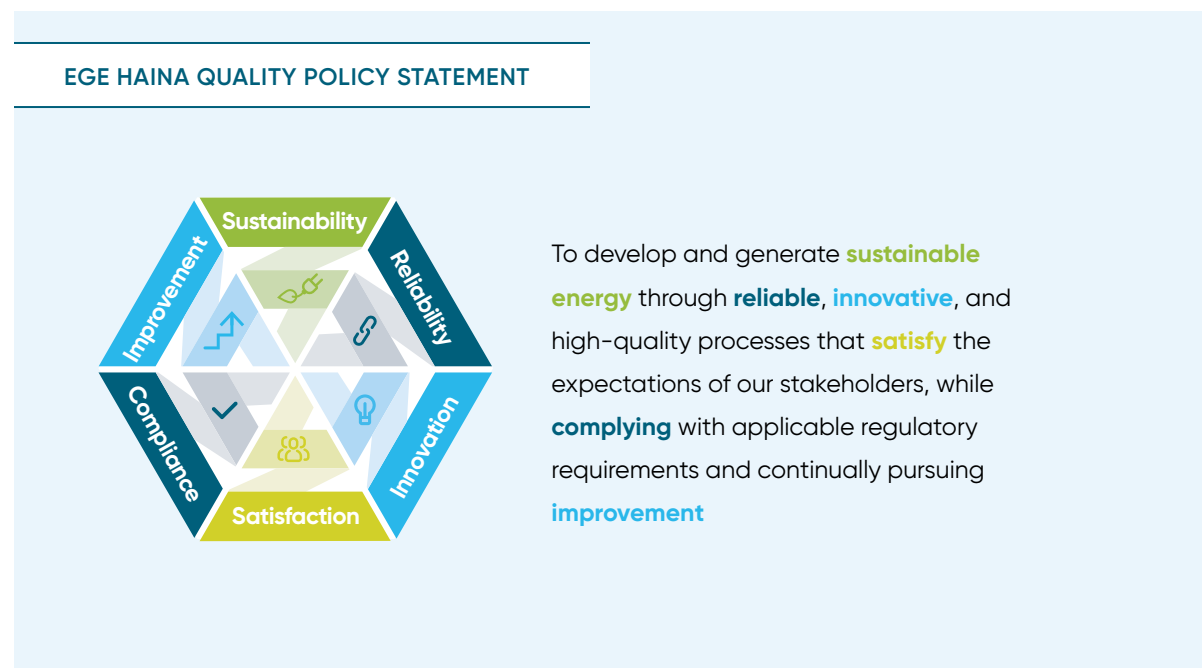 EGE HAINA QUALITY POLICY STATEMENT
Sustainability
Reliability
Innovation
Satisfaction
Compliance
Improvement
To develop and generate sustainable
energy through reliable, innovative, and
high-quality processes that satisfy the
expectations of our stakeholders, while
complying with applicable regulatory
requirements and continually pursuing
improvement